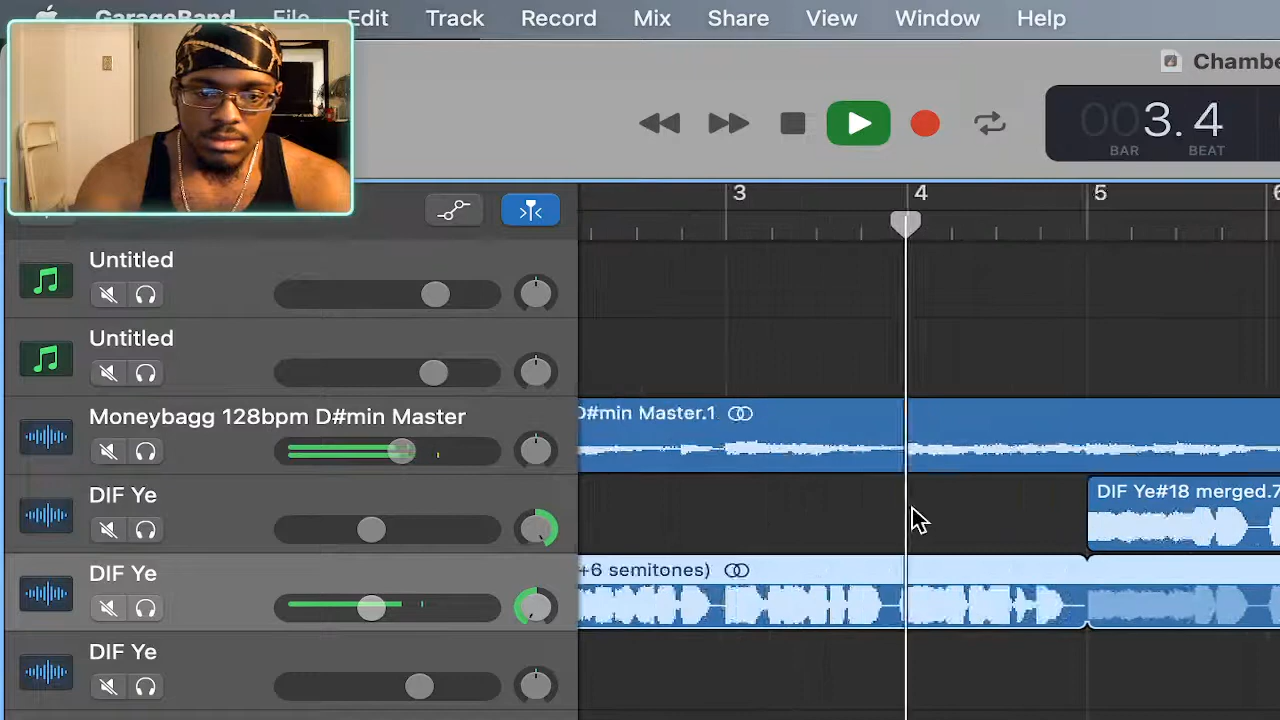 GarageBand File Edit Track Record Mix Share View Window Help
Chambe
003.4
BAR BEAT
3 4 5 6
Untitled
Untitled
Moneybagg 128bpm D#min Master
D#min Master.1
DIF Ye
DIF Ye#18 merged.7
DIF Ye
+6 semitones)
DIF Ye